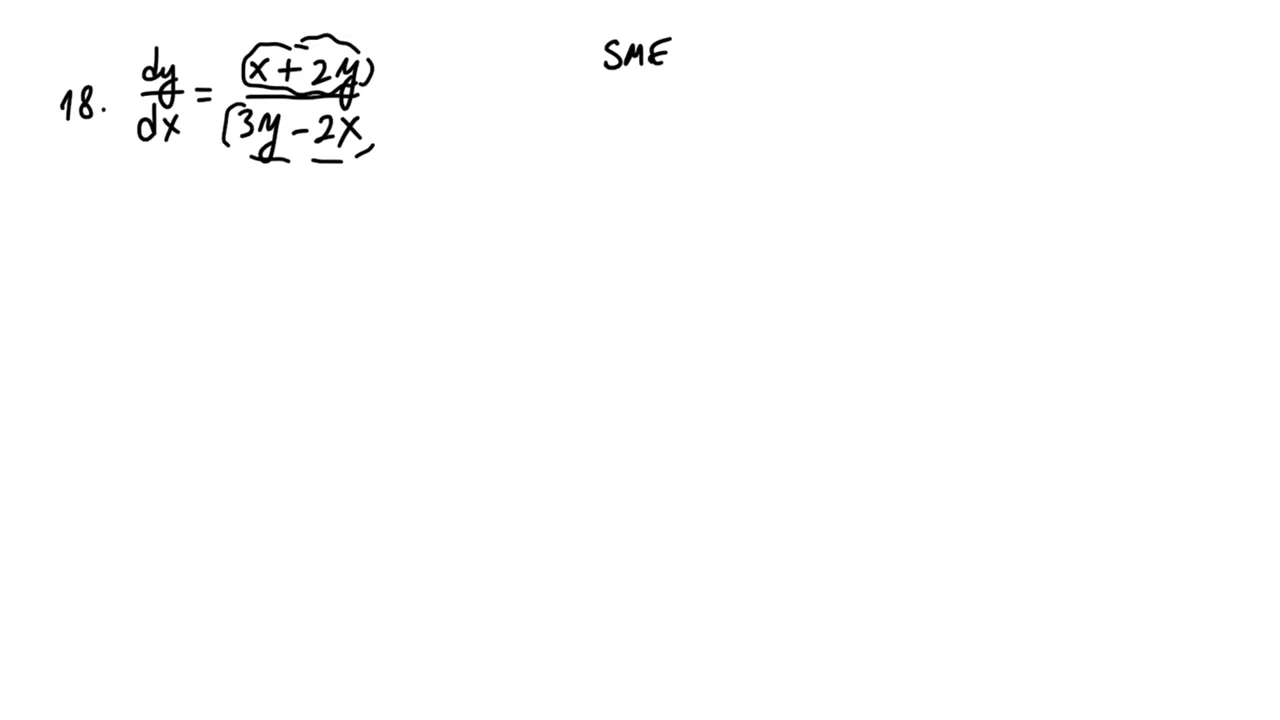 18. dy/dx = (x + 2y)/(3y - 2x)
SME